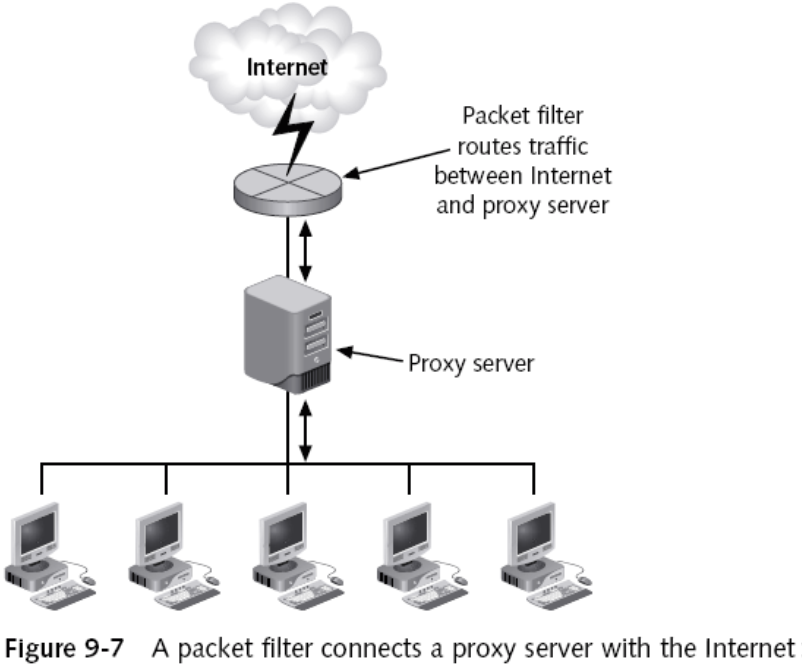 Internet
Packet filter
routes traffic
between Internet
and proxy server
Proxy server
Figure 9-7 A packet filter connects a proxy server with the Internet